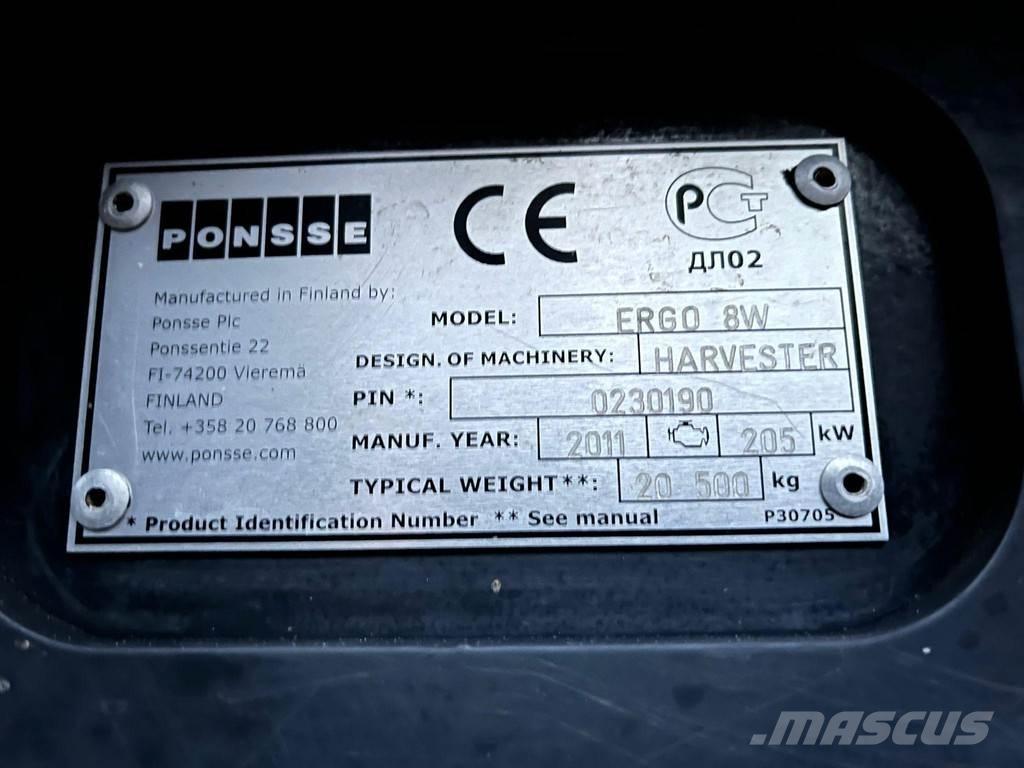 PONSSE
CE
PCT
ДЛ02
Manufactured in Finland by:
Ponsse Plc
Ponssentie 22
FI-74200 Vieremä
FINLAND
Tel. +358 20 768 800
www.ponsse.com
MODEL: ERGO 8W
DESIGN. OF MACHINERY: HARVESTER
PIN *: 0230190
MANUF. YEAR: 2011 205 kW
TYPICAL WEIGHT**: 20 500 kg
* Product Identification Number ** See manual P30705
MASCUS